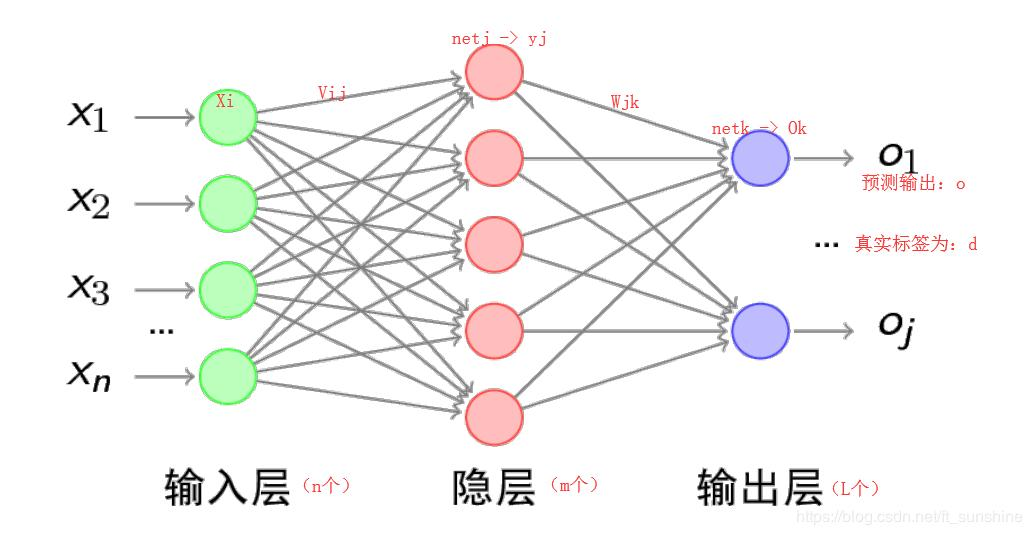 netj -> yj
Xi
Vij
Wjk
x1
netk -> Ok
o1
预测输出：o
x2
... 真实标签为：d
x3
...
oj
xn
输入层（n个）
隐层（m个）
输出层（L个）
https://blog.csdn.net/ft_sunshine